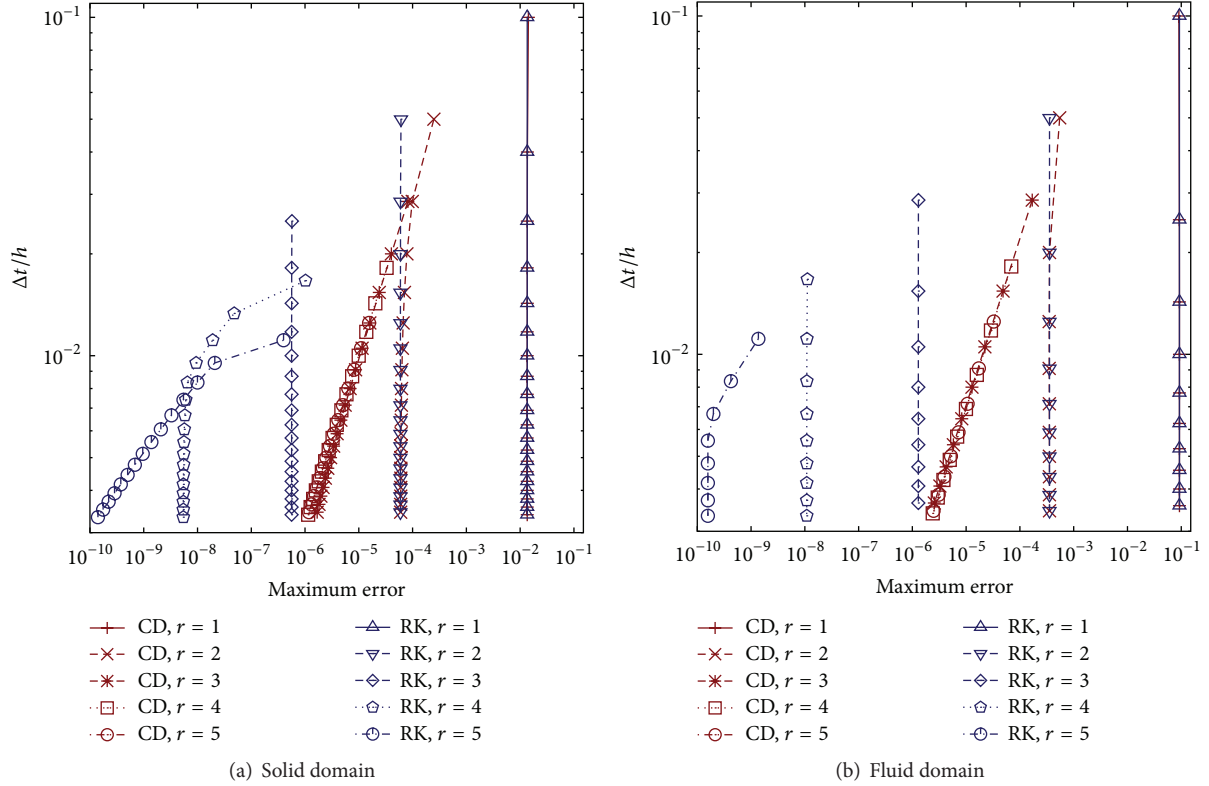 10⁻¹
10⁻²
Δt/h
10⁻¹⁰ 10⁻⁹ 10⁻⁸ 10⁻⁷ 10⁻⁶ 10⁻⁵ 10⁻⁴ 10⁻³ 10⁻² 10⁻¹
Maximum error
CD, r = 1 RK, r = 1
CD, r = 2 RK, r = 2
CD, r = 3 RK, r = 3
CD, r = 4 RK, r = 4
CD, r = 5 RK, r = 5
(a) Solid domain
10⁻¹
10⁻²
Δt/h
10⁻¹⁰ 10⁻⁹ 10⁻⁸ 10⁻⁷ 10⁻⁶ 10⁻⁵ 10⁻⁴ 10⁻³ 10⁻² 10⁻¹
Maximum error
CD, r = 1 RK, r = 1
CD, r = 2 RK, r = 2
CD, r = 3 RK, r = 3
CD, r = 4 RK, r = 4
CD, r = 5 RK, r = 5
(b) Fluid domain